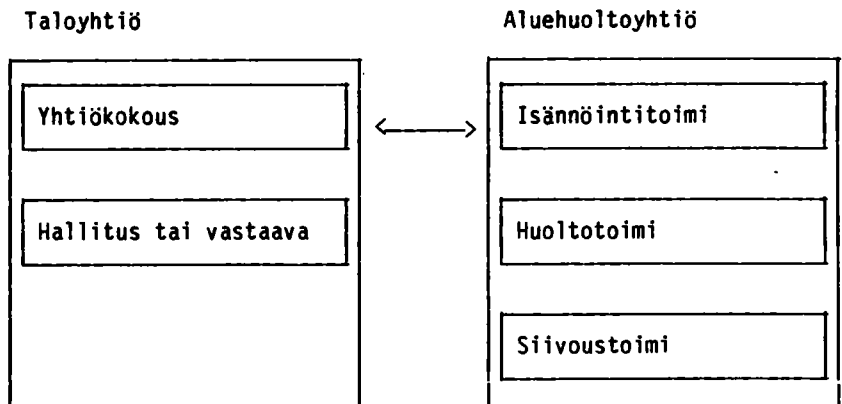 Taloyhtiö
Aluehuoltoyhtiö
Yhtiökokous
Isännöintitoimi
Hallitus tai vastaava
Huoltotoimi
Siivoustoimi